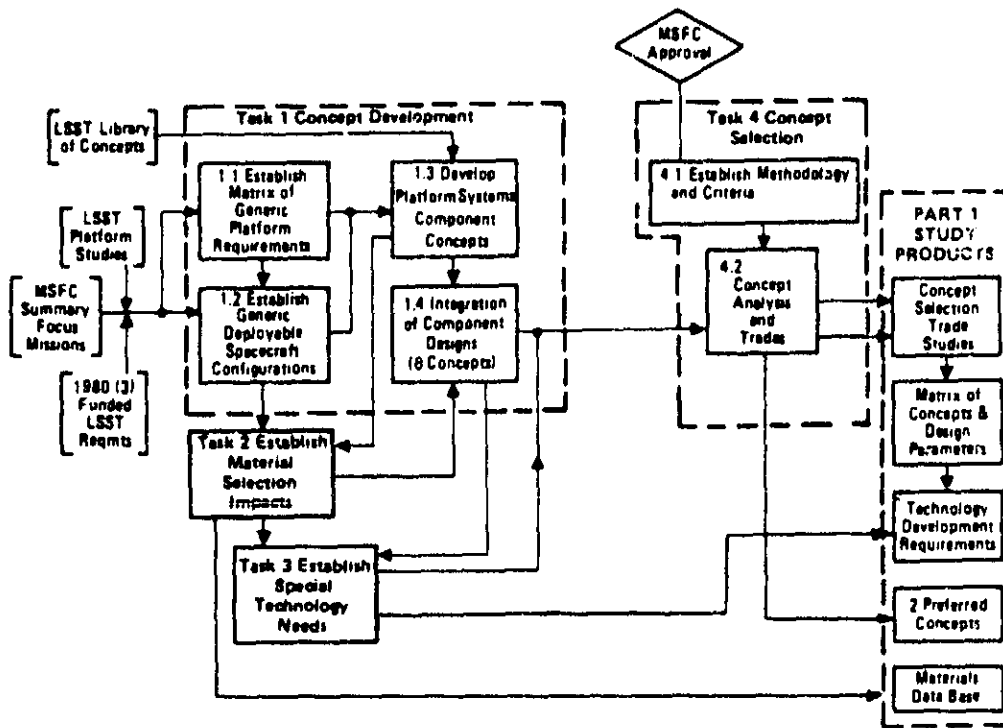 MSFC
Approval
Task 1 Concept Development
Task 4 Concept
Selection
LSST Library
of Concepts
1.1 Establish
Matrix of
Generic
Platform
Requirements
1.3 Develop
Platform Systems
Component
Concepts
4.1 Establish Methodology
and Criteria
LSST
Platform
Studies
MSFC
Summary
Focus
Missions
1980 (3)
Funded
LSST
Reqmts
1.2 Establish
Generic
Deployable
Spacecraft
Configurations
1.4 Integration
of Component
Designs
(8 Concepts)
4.2
Concept
Analysis
and
Trades
PART 1
STUDY
PRODUCTS
Concept
Selection
Trade
Studies
Matrix of
Concepts &
Design
Parameters
Task 2 Establish
Material
Selection
Impacts
Technology
Development
Requirements
Task 3 Establish
Special
Technology
Needs
2 Preferred
Concepts
Materials
Data Base